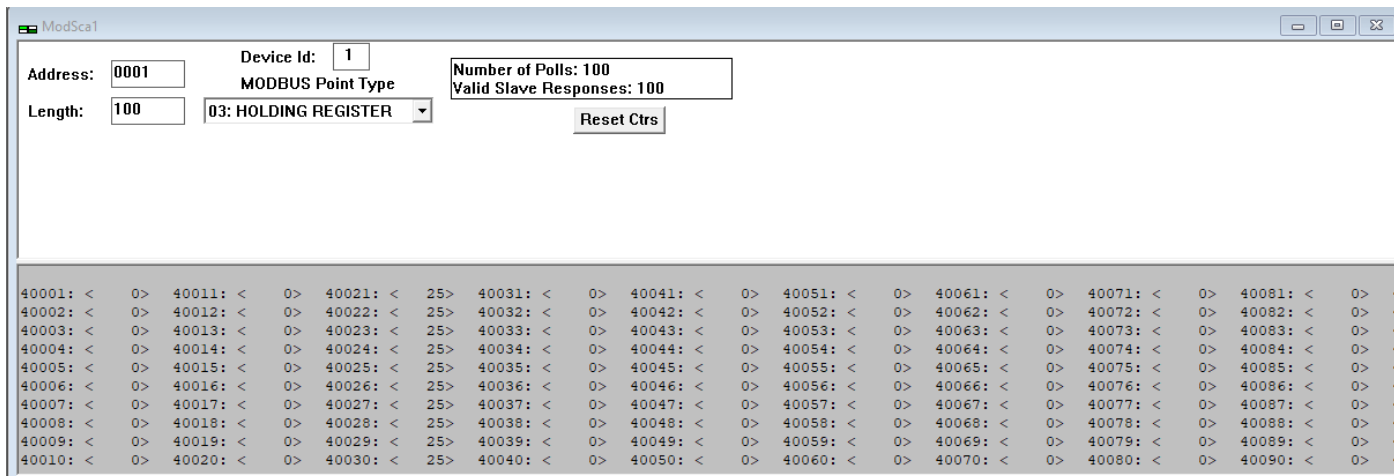 ModSca1
Device Id: 1
Address: 0001
MODBUS Point Type
Number of Polls: 100
Valid Slave Responses: 100
Length: 100 03: HOLDING REGISTER
Reset Ctrs
40001: < 0> 40011: < 0> 40021: < 25> 40031: < 0> 40041: < 0> 40051: < 0> 40061: < 0> 40071: < 0> 40081: < 0>
40002: < 0> 40012: < 0> 40022: < 25> 40032: < 0> 40042: < 0> 40052: < 0> 40062: < 0> 40072: < 0> 40082: < 0>
40003: < 0> 40013: < 0> 40023: < 25> 40033: < 0> 40043: < 0> 40053: < 0> 40063: < 0> 40073: < 0> 40083: < 0>
40004: < 0> 40014: < 0> 40024: < 25> 40034: < 0> 40044: < 0> 40054: < 0> 40064: < 0> 40074: < 0> 40084: < 0>
40005: < 0> 40015: < 0> 40025: < 25> 40035: < 0> 40045: < 0> 40055: < 0> 40065: < 0> 40075: < 0> 40085: < 0>
40006: < 0> 40016: < 0> 40026: < 25> 40036: < 0> 40046: < 0> 40056: < 0> 40066: < 0> 40076: < 0> 40086: < 0>
40007: < 0> 40017: < 0> 40027: < 25> 40037: < 0> 40047: < 0> 40057: < 0> 40067: < 0> 40077: < 0> 40087: < 0>
40008: < 0> 40018: < 0> 40028: < 25> 40038: < 0> 40048: < 0> 40058: < 0> 40068: < 0> 40078: < 0> 40088: < 0>
40009: < 0> 40019: < 0> 40029: < 25> 40039: < 0> 40049: < 0> 40059: < 0> 40069: < 0> 40079: < 0> 40089: < 0>
40010: < 0> 40020: < 0> 40030: < 25> 40040: < 0> 40050: < 0> 40060: < 0> 40070: < 0> 40080: < 0> 40090: < 0>